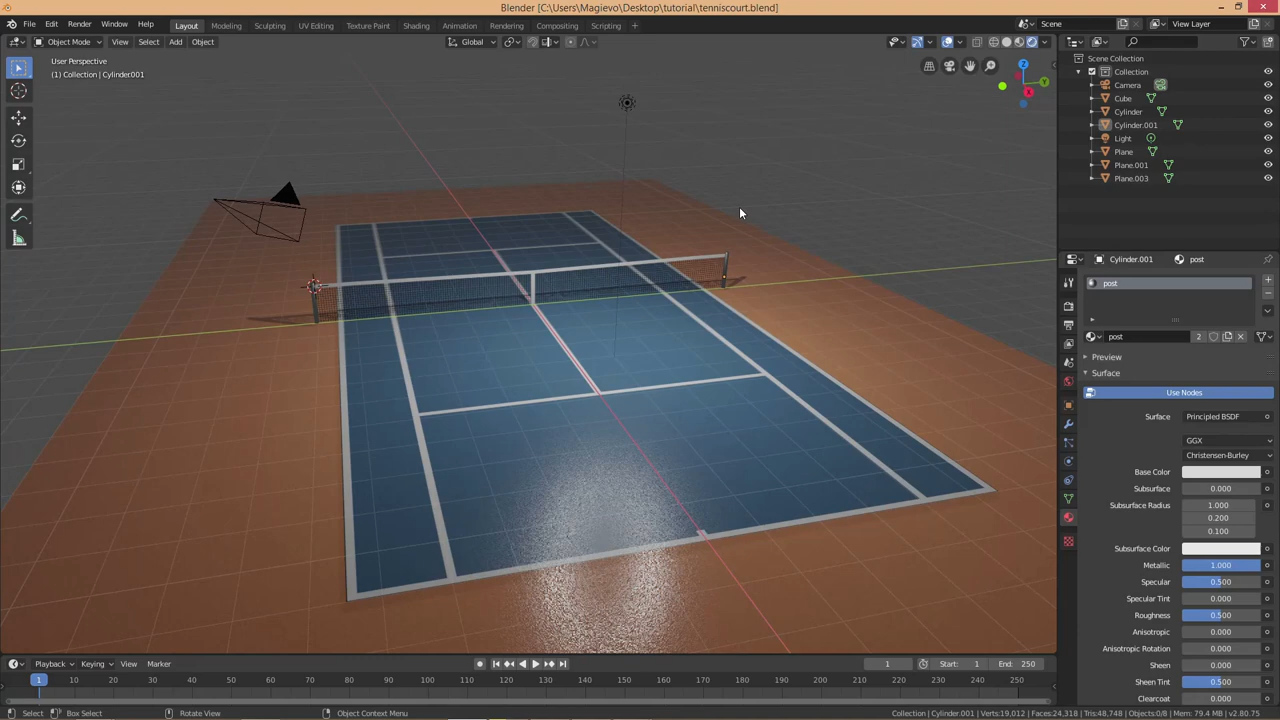 Blender [C:\Users\Magievo\Desktop\tutorial\tenniscourt.blend]
File Edit Render Window Help
Layout Modeling Sculpting UV Editing Texture Paint Shading Animation Rendering Compositing Scripting +
Scene
View Layer
Object Mode View Select Add Object
Global
User Perspective
(1) Collection | Cylinder.001
Z
Y
X
Scene Collection
Collection
Camera
Cube
Cylinder
Cylinder.001
Light
Plane
Plane.001
Plane.003
Cylinder.001 post
post
post 2
Preview
Surface
Use Nodes
Surface Principled BSDF
GGX
Christensen-Burley
Base Color
Subsurface 0.000
Subsurface Radius 1.000
0.200
0.100
Subsurface Color
Metallic 1.000
Specular 0.500
Specular Tint 0.000
Roughness 0.500
Anisotropic 0.000
Anisotropic Rotation 0.000
Sheen 0.000
Sheen Tint 0.500
Clearcoat 0.000
Playback Keying View Marker
1 Start: 1 End: 250
1 10 20 30 40 50 60 70 80 90 100 110 120 130 140 150 160 170 180 190 200 210 220 230 240 250
Select Box Select Rotate View Object Context Menu
Collection | Cylinder.001 | Verts:19,012 | Faces:24,318 | Tris:48,748 | Objects:0/8 | Mem: 79.4 MB | v2.80.75